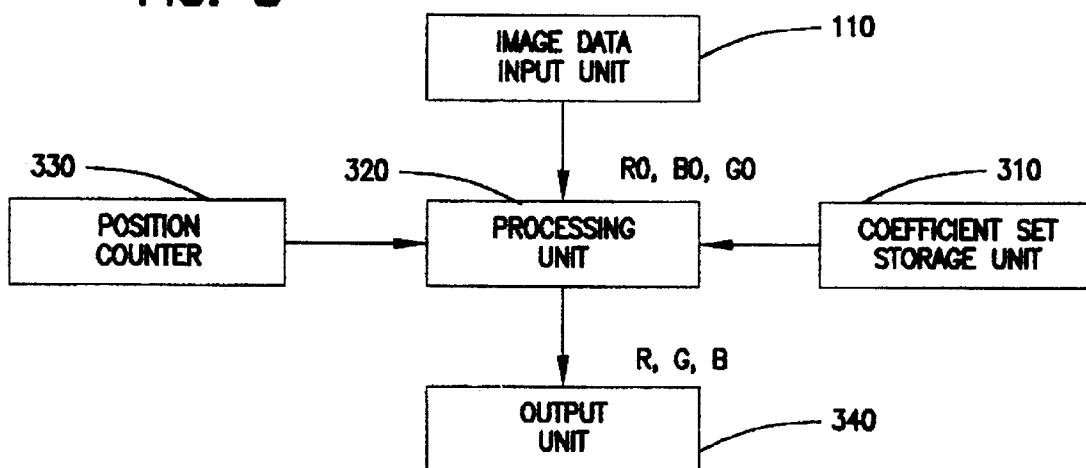 IMAGE DATA
INPUT UNIT
110
330
320
R0, B0, G0
310
POSITION
COUNTER
PROCESSING
UNIT
COEFFICIENT SET
STORAGE UNIT
R, G, B
OUTPUT
UNIT
340